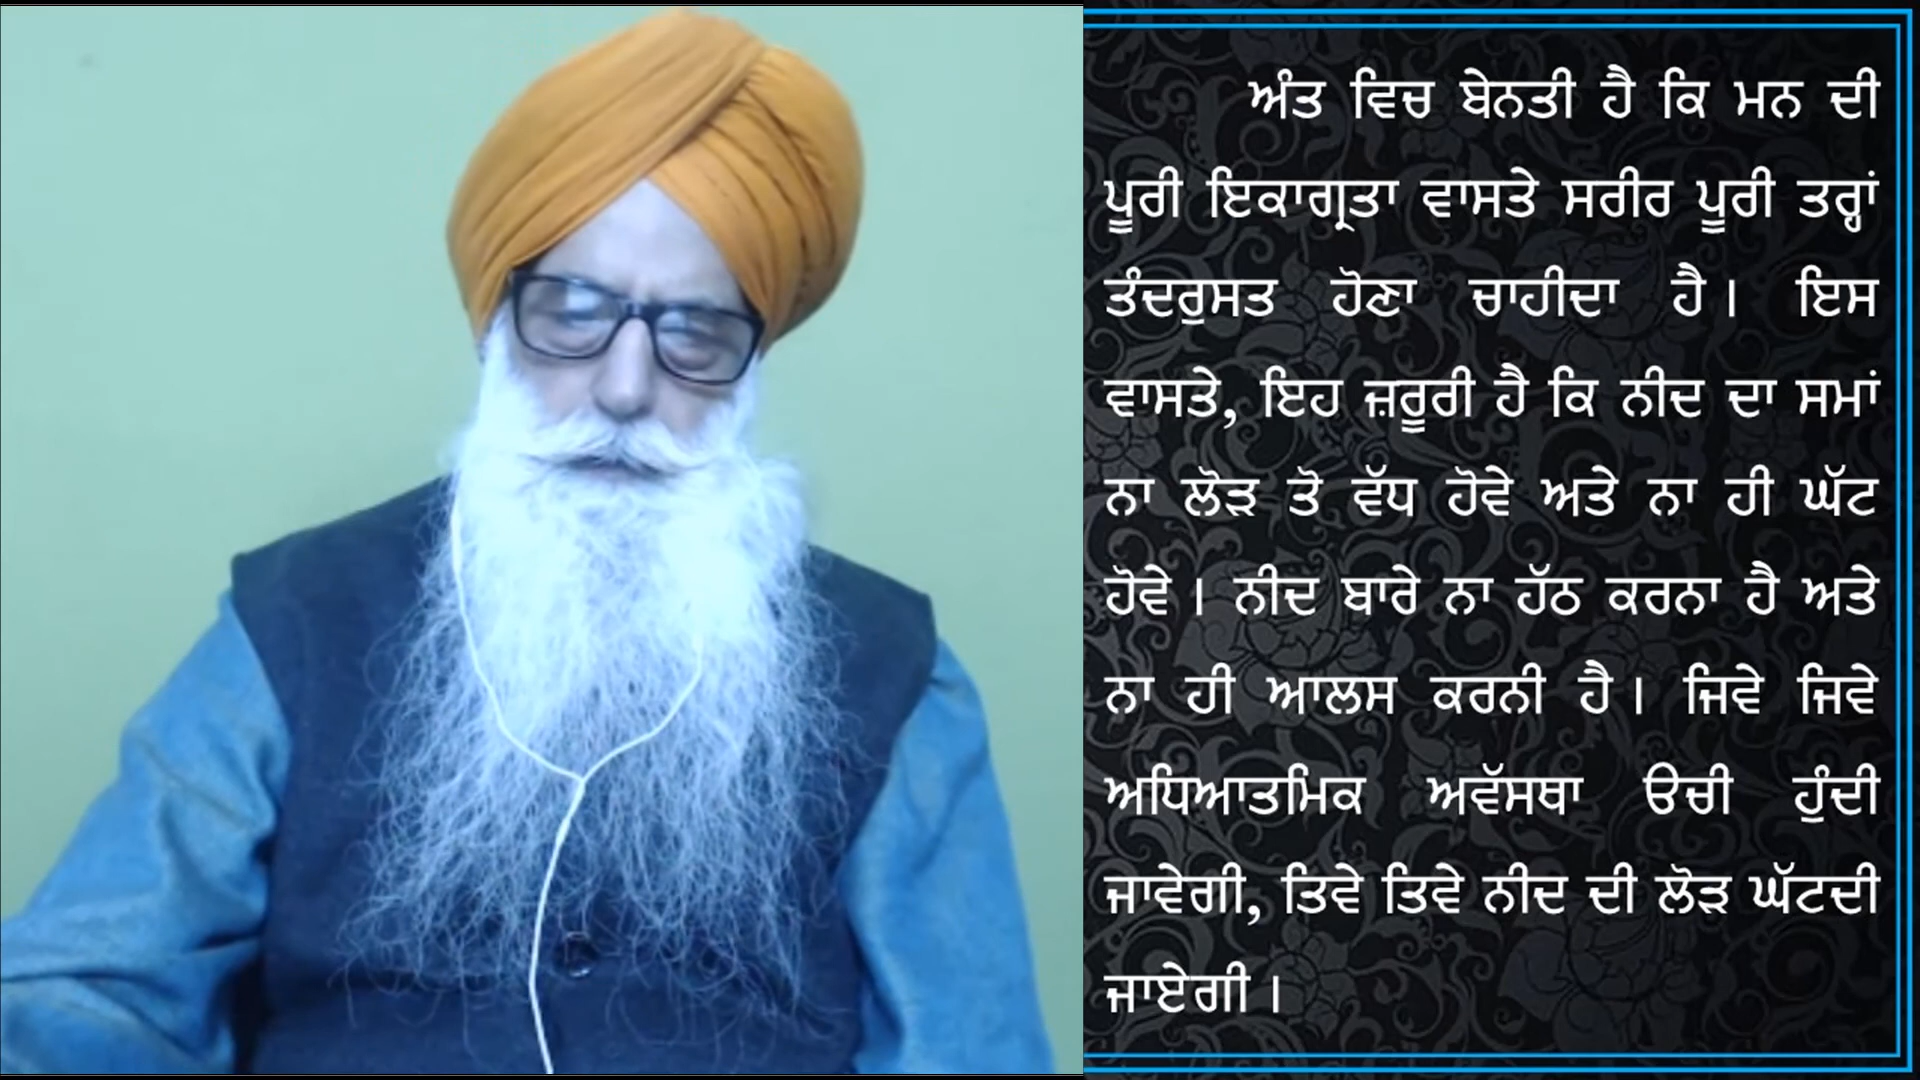 ਅੰਤ ਵਿਚ ਬੇਨਤੀ ਹੈ ਕਿ ਮਨ ਦੀ
ਪੂਰੀ ਇਕਾਗ੍ਰਤਾ ਵਾਸਤੇ ਸਰੀਰ ਪੂਰੀ ਤਰ੍ਹਾਂ
ਤੰਦਰੁਸਤ ਹੋਣਾ ਚਾਹੀਦਾ ਹੈ। ਇਸ
ਵਾਸਤੇ, ਇਹ ਜ਼ਰੂਰੀ ਹੈ ਕਿ ਨੀਦ ਦਾ ਸਮਾਂ
ਨਾ ਲੋੜ ਤੋ ਵੱਧ ਹੋਵੇ ਅਤੇ ਨਾ ਹੀ ਘੱਟ
ਹੋਵੇ। ਨੀਦ ਬਾਰੇ ਨਾ ਹੱਠ ਕਰਨਾ ਹੈ ਅਤੇ
ਨਾ ਹੀ ਆਲਸ ਕਰਨੀ ਹੈ। ਜਿਵੇ ਜਿਵੇ
ਅਧਿਆਤਮਿਕ ਅਵੱਸਥਾ ੳਚੀ ਹੁੰਦੀ
ਜਾਵੇਗੀ, ਤਿਵੇ ਤਿਵੇ ਨੀਦ ਦੀ ਲੋੜ ਘੱਟਦੀ
ਜਾਏਗੀ।